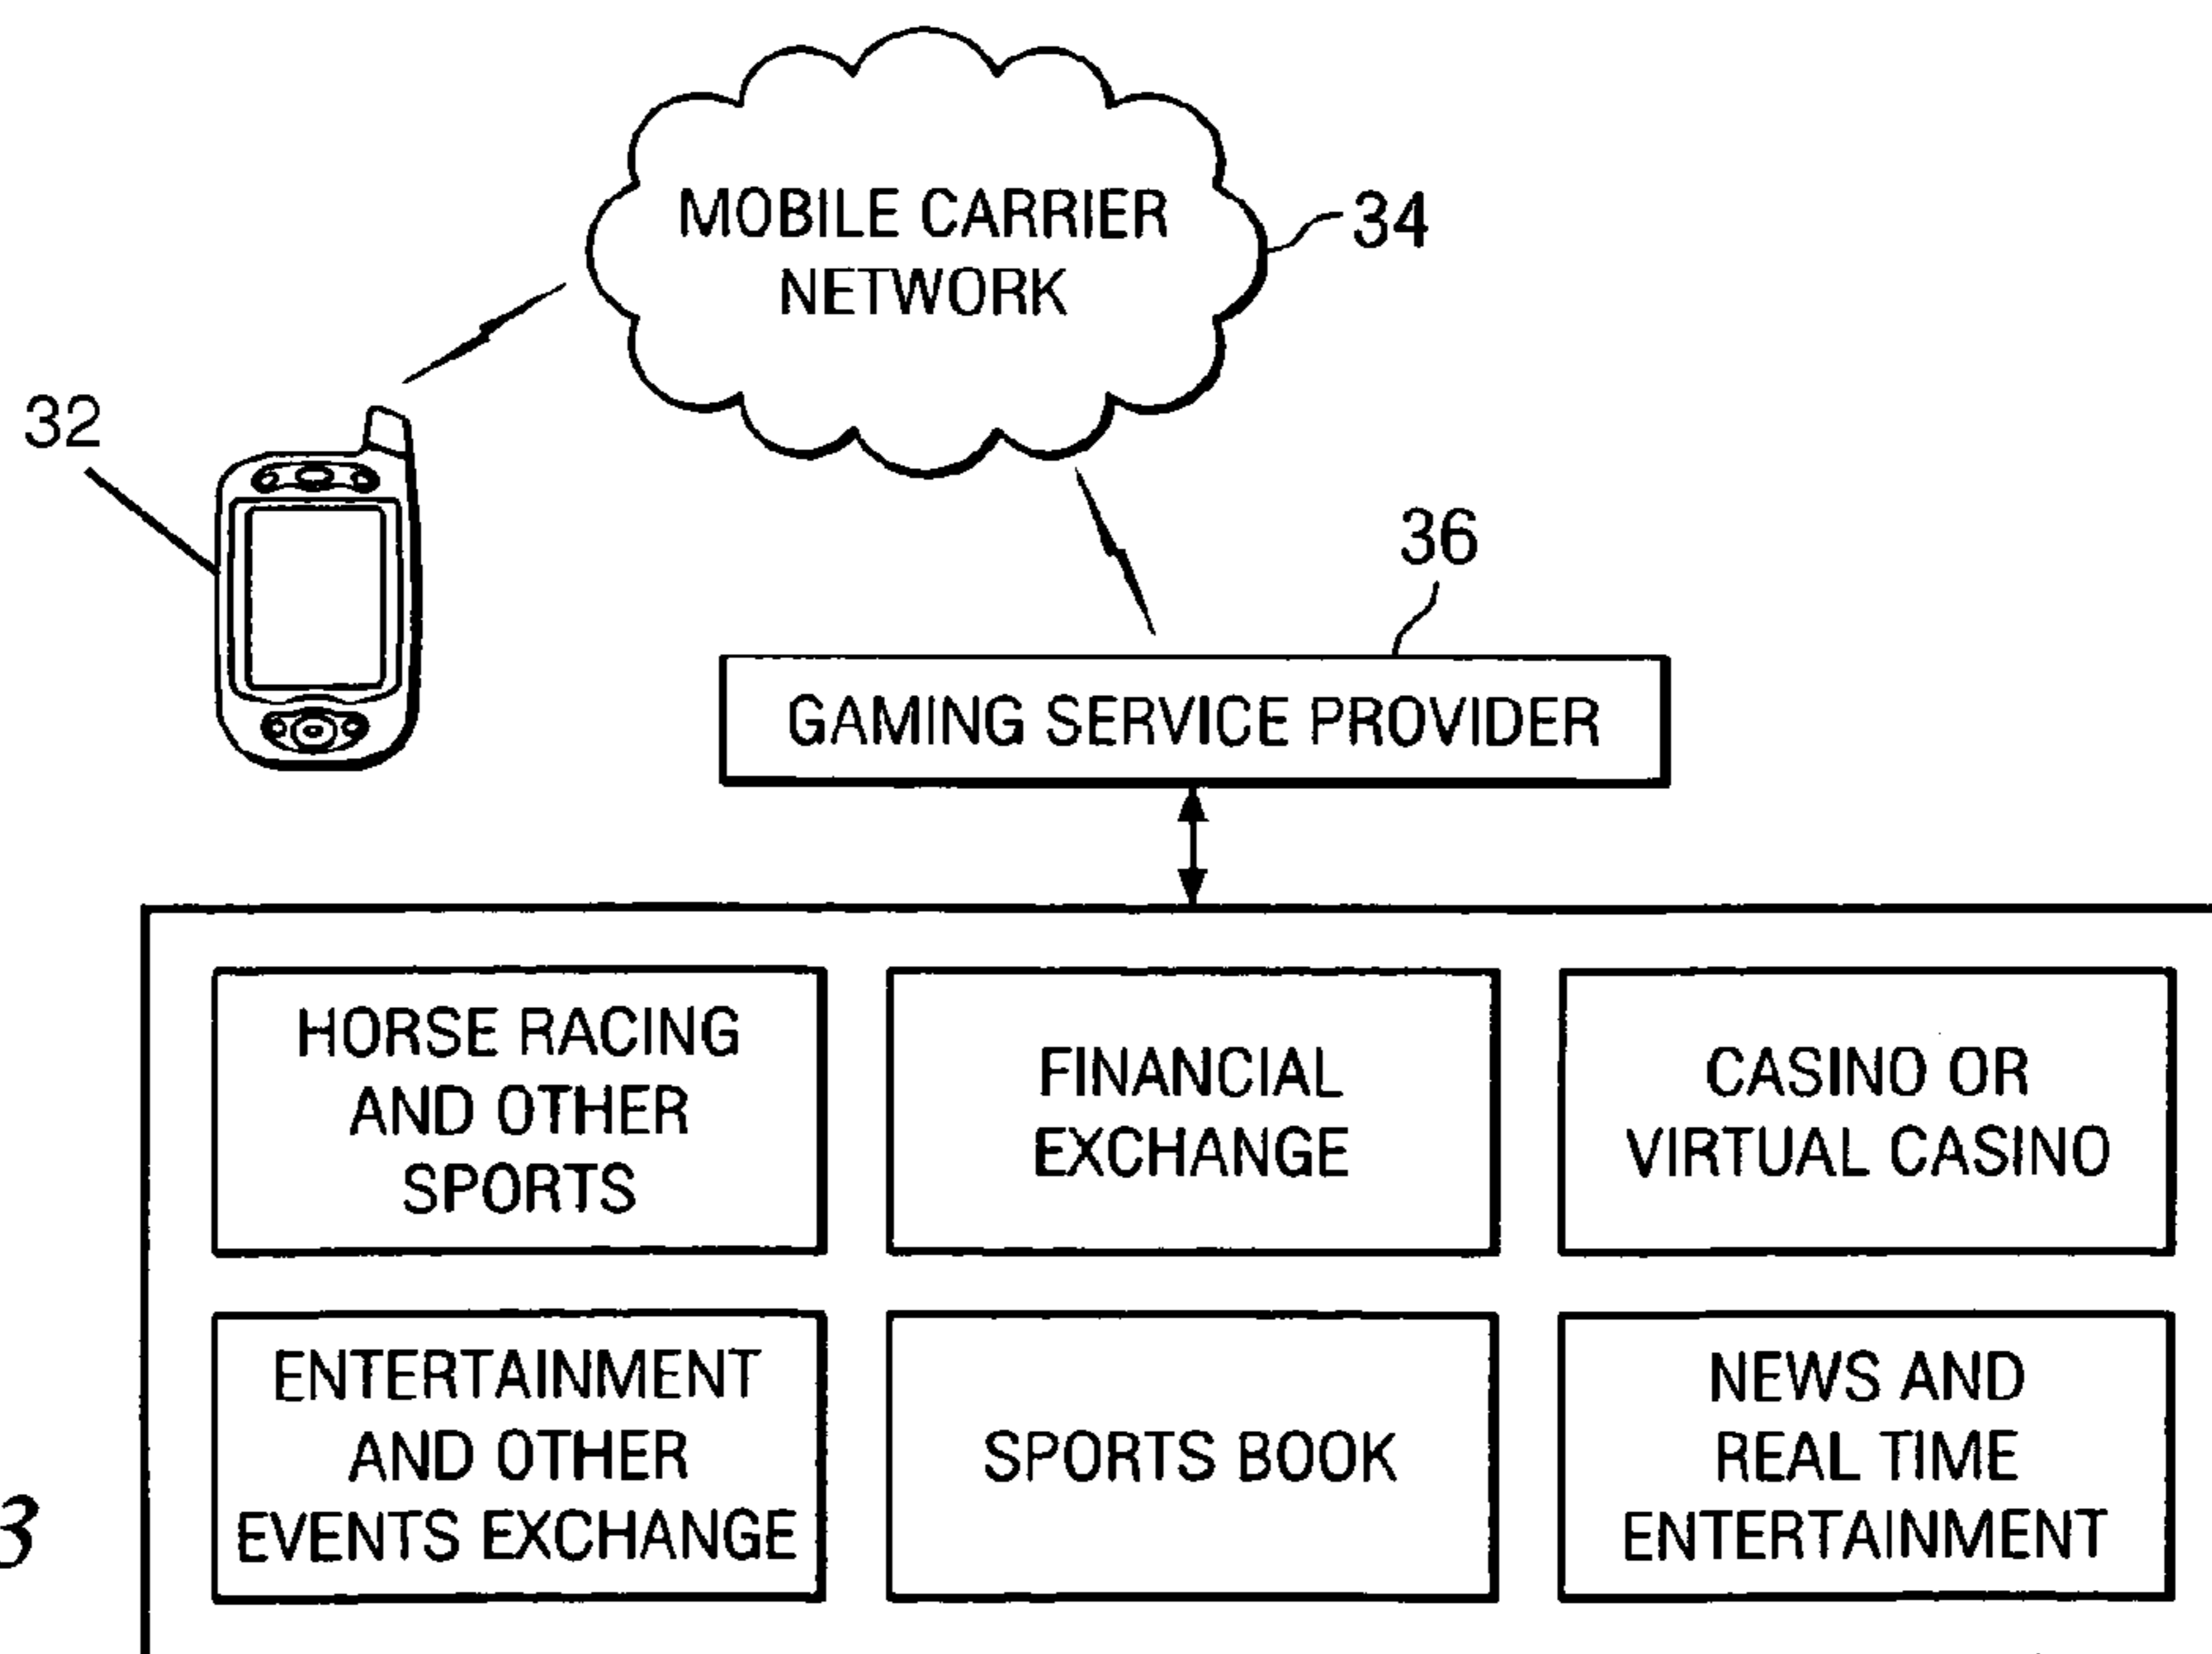 MOBILE CARRIER
NETWORK
34
32
36
GAMING SERVICE PROVIDER
HORSE RACING
AND OTHER
SPORTS
FINANCIAL
EXCHANGE
CASINO OR
VIRTUAL CASINO
ENTERTAINMENT
AND OTHER
EVENTS EXCHANGE
SPORTS BOOK
NEWS AND
REAL TIME
ENTERTAINMENT
3